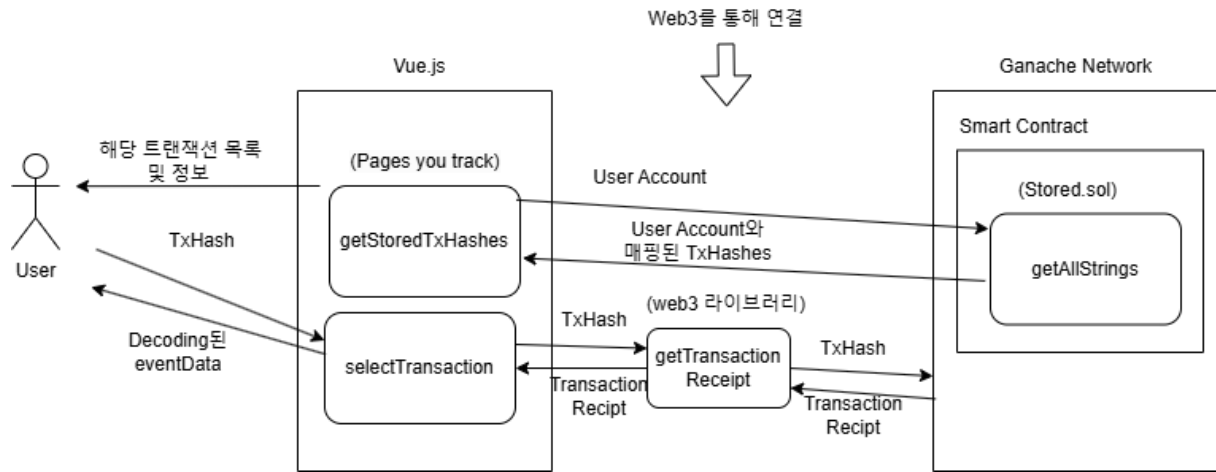 Web3를 통해 연결
Vue.js
Ganache Network
Smart Contract
해당 트랜잭션 목록
및 정보
(Pages you track)
User Account
(Stored.sol)
getStoredTxHashes
User Account와
매핑된 TxHashes
getAllStrings
TxHash
User
(web3 라이브러리)
TxHash
Decoding된
eventData
selectTransaction
getTransaction
Receipt
TxHash
Transaction
Recipt
Transaction
Recipt